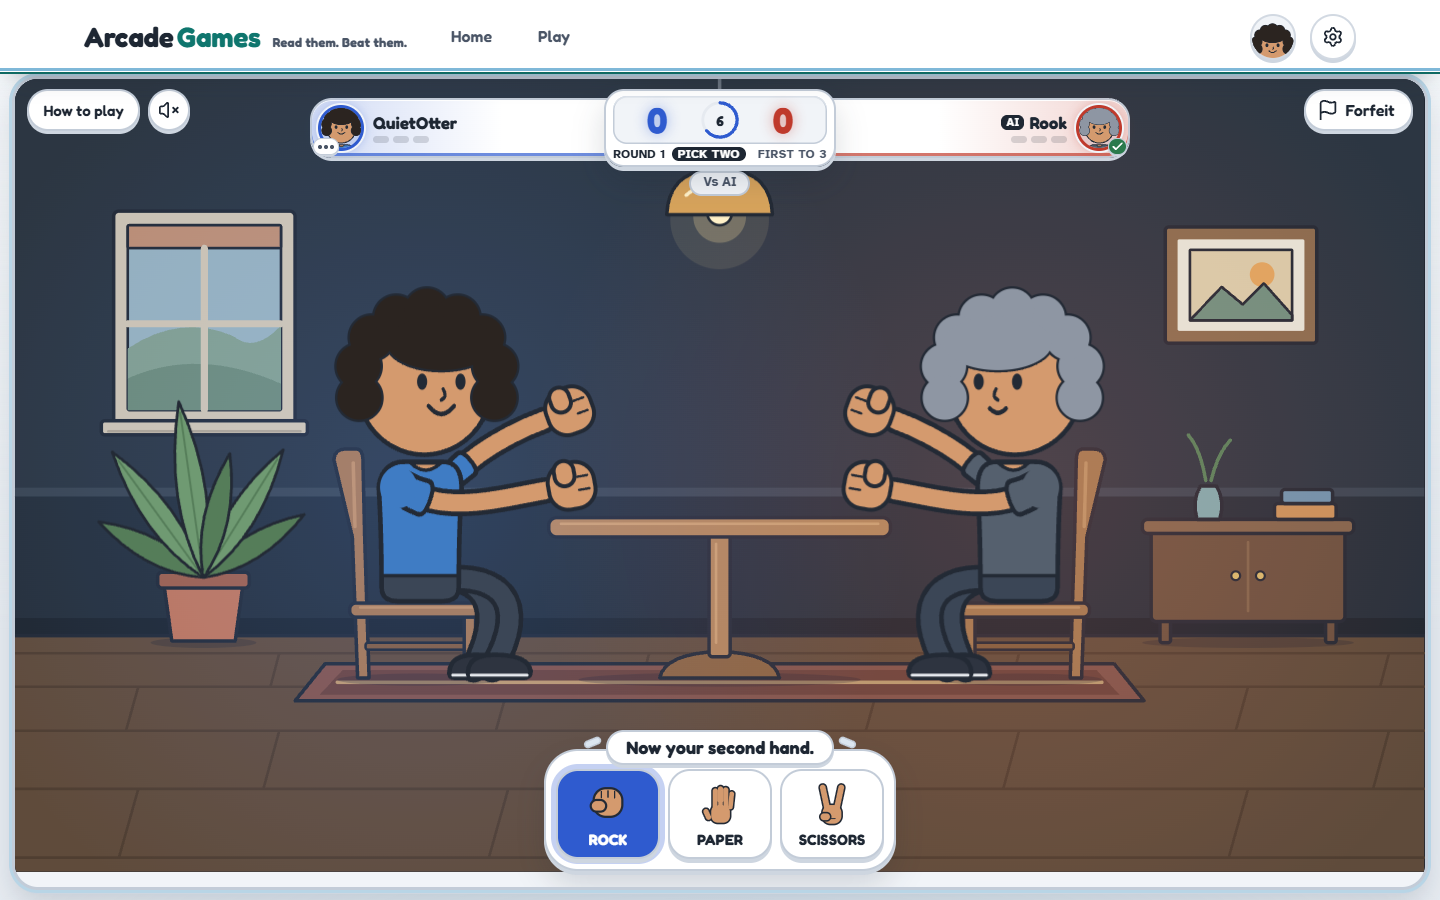 Arcade Games Read them. Beat them. Home Play
How to play
QuietOtter
0 6 0
ROUND 1 PICK TWO FIRST TO 3
AI Rook
Forfeit
Vs AI
Now your second hand.
ROCK PAPER SCISSORS